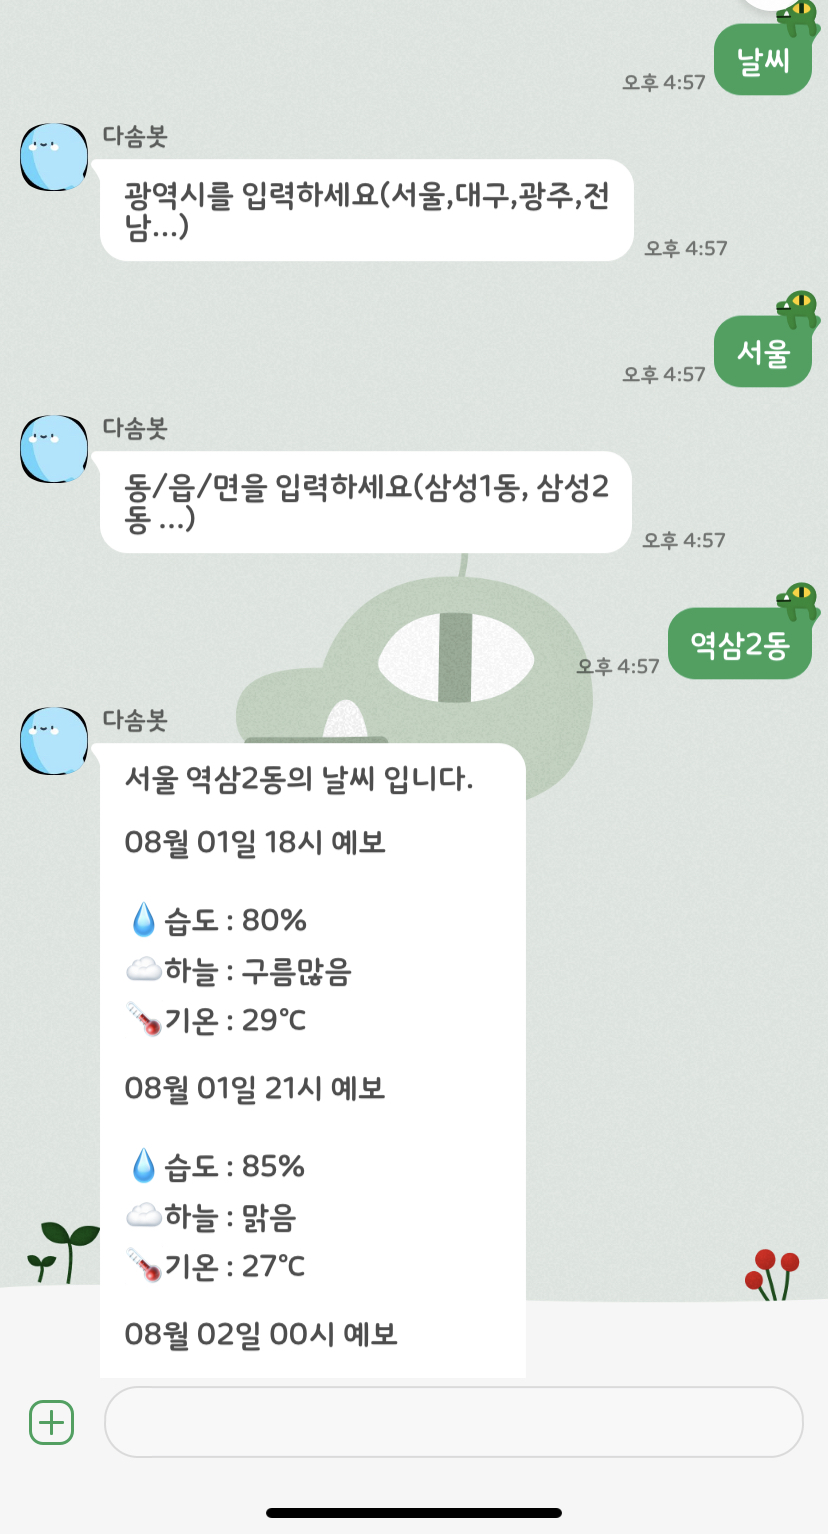 날씨
오후 4:57
다솜봇
광역시를 입력하세요(서울,대구,광주,전
남...)
오후 4:57
서울
오후 4:57
다솜봇
동/읍/면을 입력하세요(삼성1동, 삼성2
동 ...)
오후 4:57
역삼2동
오후 4:57
다솜봇
서울 역삼2동의 날씨 입니다.
08월 01일 18시 예보
💧습도 : 80%
☁️하늘 : 구름많음
🌡️기온 : 29℃
08월 01일 21시 예보
💧습도 : 85%
☁️하늘 : 맑음
🌡️기온 : 27℃
08월 02일 00시 예보